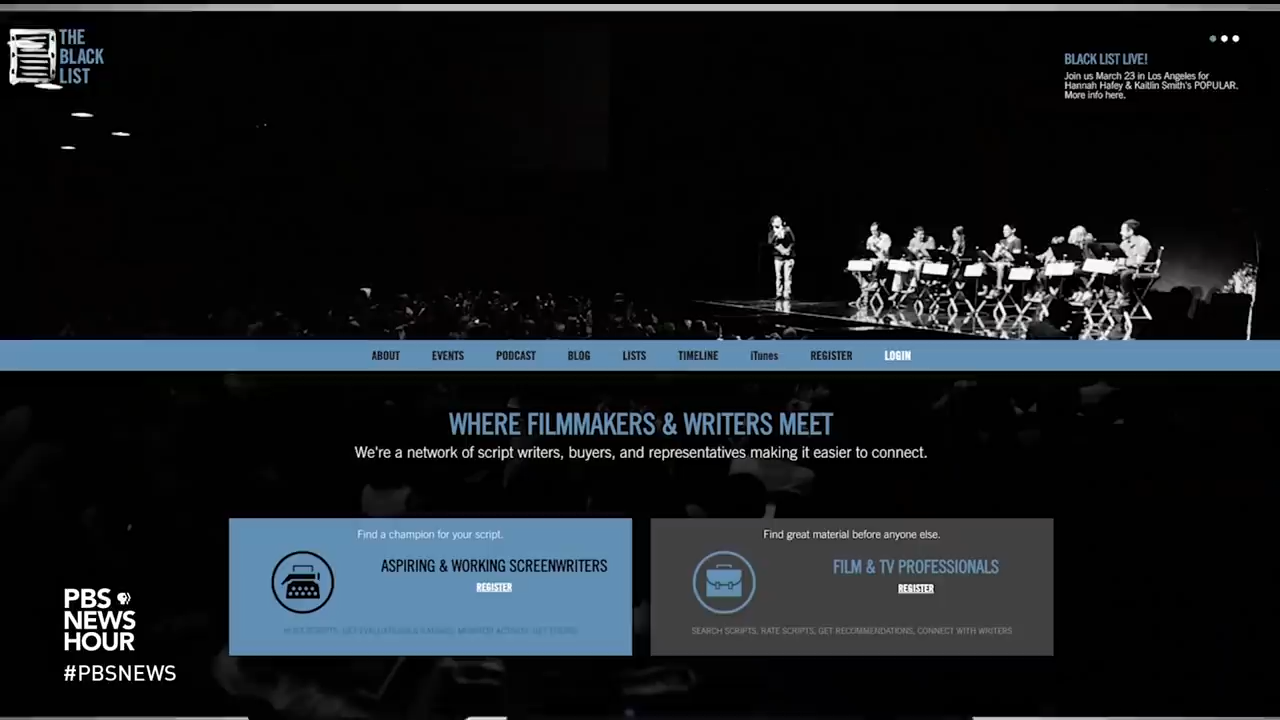 THE
BLACK
LIST
BLACK LIST LIVE!
Join us March 23 in Los Angeles for
Hannah Hafey & Kaitlin Smith's POPULAR.
More info here.
ABOUT EVENTS PODCAST BLOG LISTS TIMELINE iTunes REGISTER LOGIN
WHERE FILMMAKERS & WRITERS MEET
We're a network of script writers, buyers, and representatives making it easier to connect.
Find a champion for your script.
ASPIRING & WORKING SCREENWRITERS
REGISTER
Find great material before anyone else.
FILM & TV PROFESSIONALS
REGISTER
SEARCH SCRIPTS, RATE SCRIPTS, GET RECOMMENDATIONS, CONNECT WITH WRITERS
PBS
NEWS
HOUR
#PBSNEWS